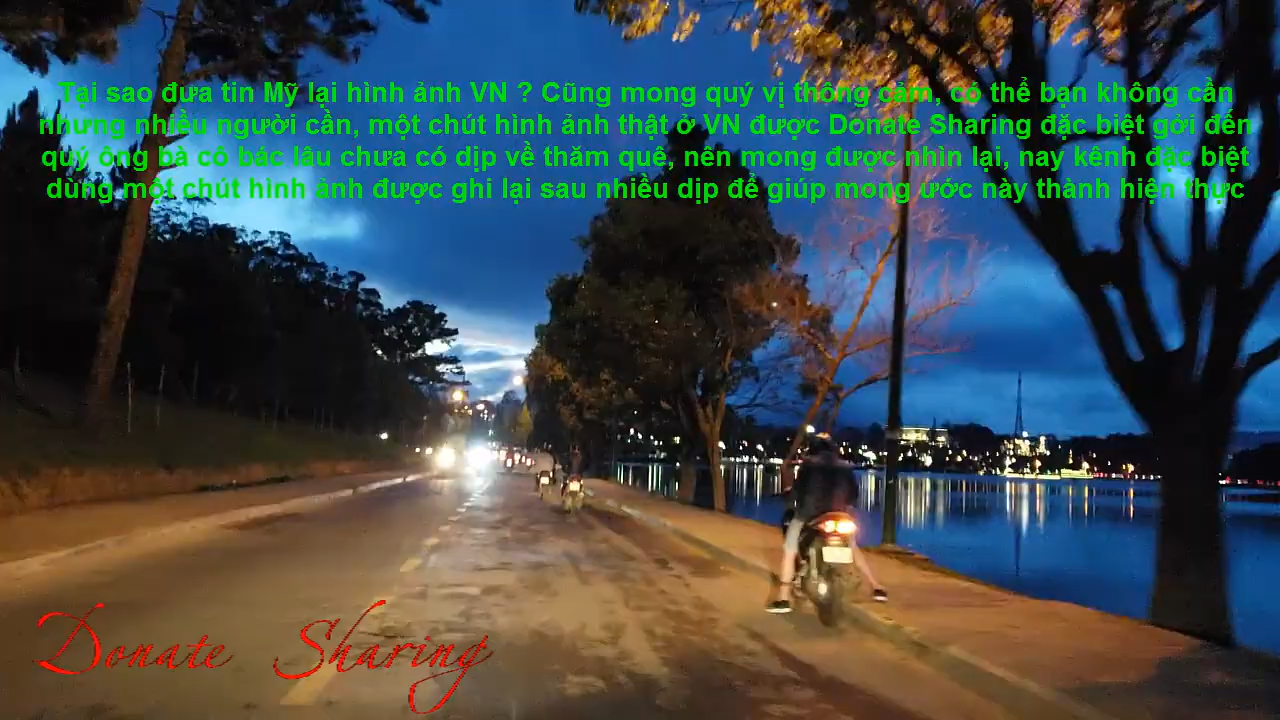 Tại sao đưa tin Mỹ lại hình ảnh VN ? Cũng mong quý vị thông cảm, có thể bạn không cần
nhưng nhiều người cần, một chút hình ảnh thật ở VN được Donate Sharing đặc biệt gởi đến
quý ông bà cô bác lâu chưa có dịp về thăm quê, nên mong được nhìn lại, nay kênh đặc biệt
dùng một chút hình ảnh được ghi lại sau nhiều dịp để giúp mong ước này thành hiện thực
Donate Sharing